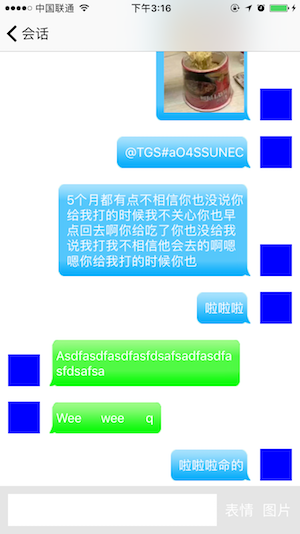 中国联通
下午3:16
会话
@TGS#aO4SSUNEC
5个月都有点不相信你也没说你
给我打的时候我不关心你也早
点回去啊你给吃了你也没给我
说我打我不相信他会去的啊嗯
嗯你给我打的时候你也
啦啦啦
Asdfasdfasdfasfdsafsadfasdfa
sfdsafsa
Wee wee q
啦啦啦命的
表情 图片